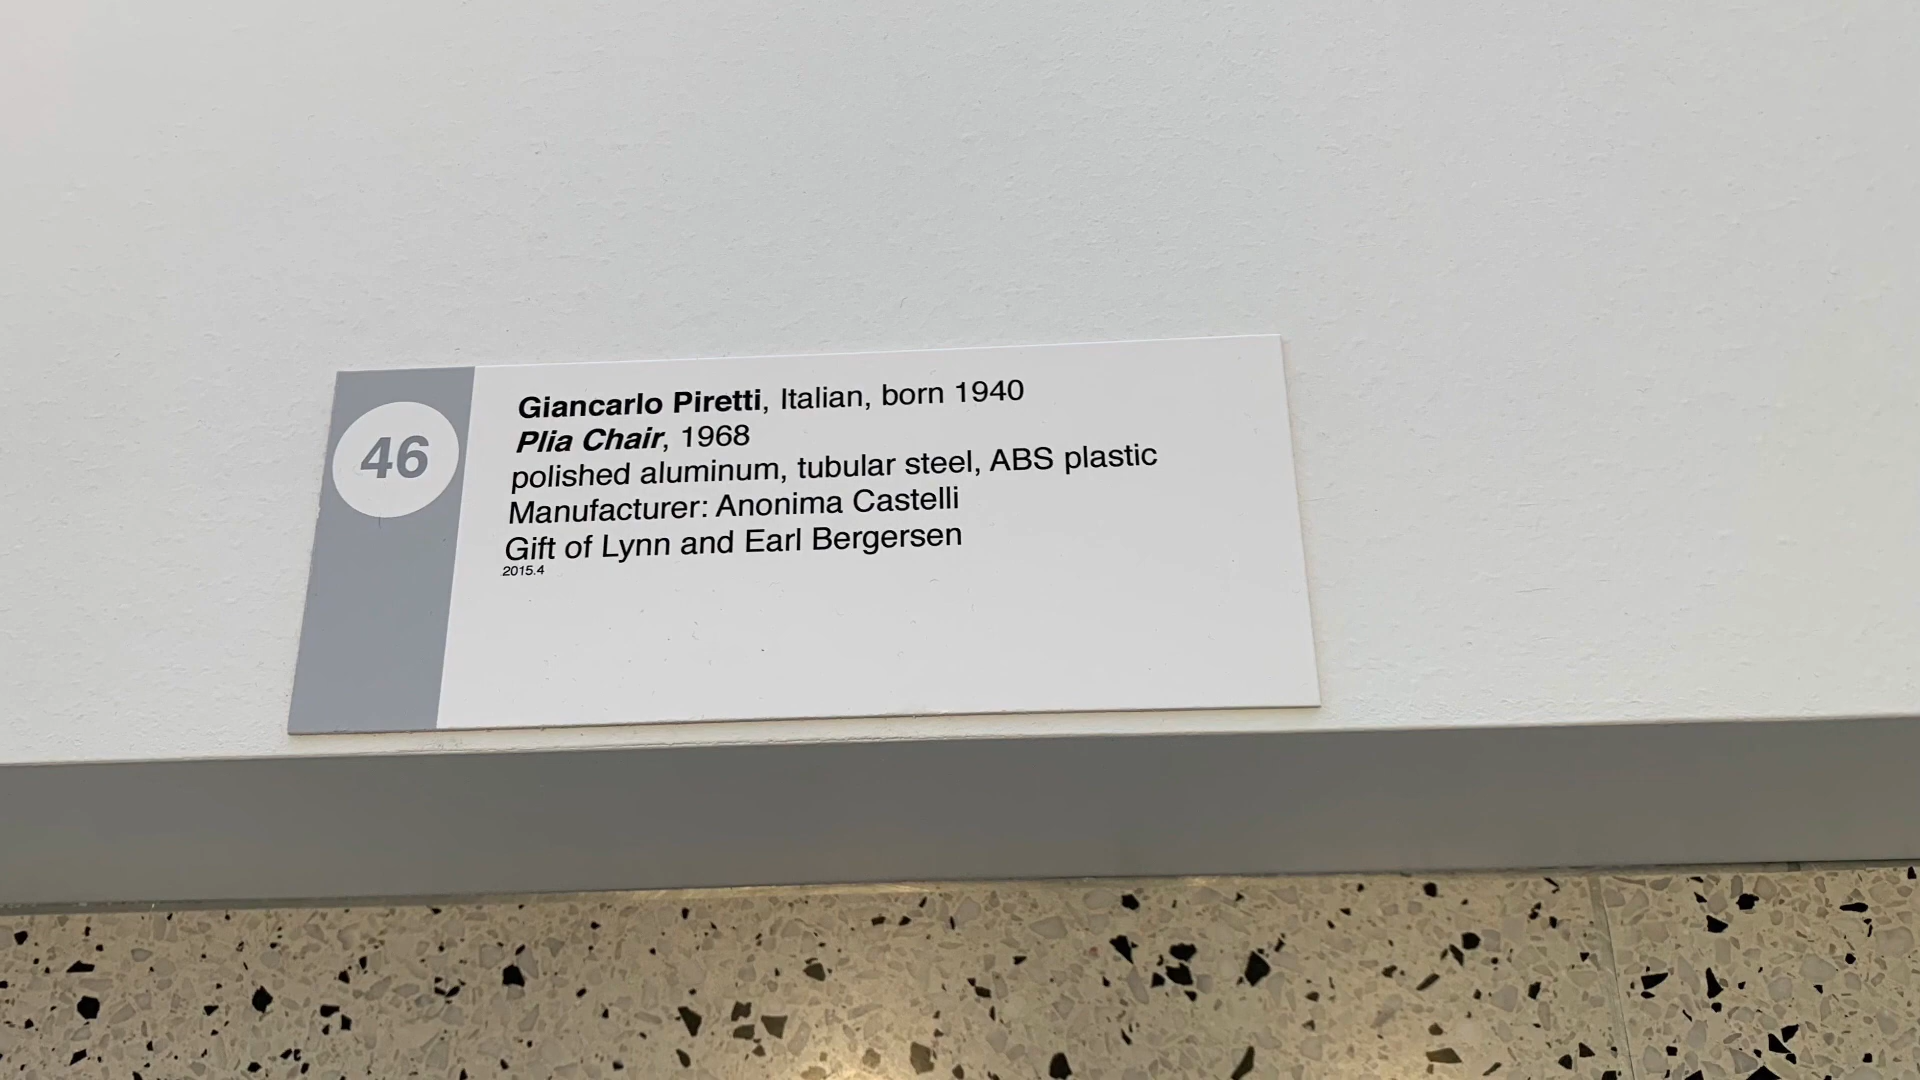 46
Giancarlo Piretti, Italian, born 1940
Plia Chair, 1968
polished aluminum, tubular steel, ABS plastic
Manufacturer: Anonima Castelli
Gift of Lynn and Earl Bergersen
2015.4